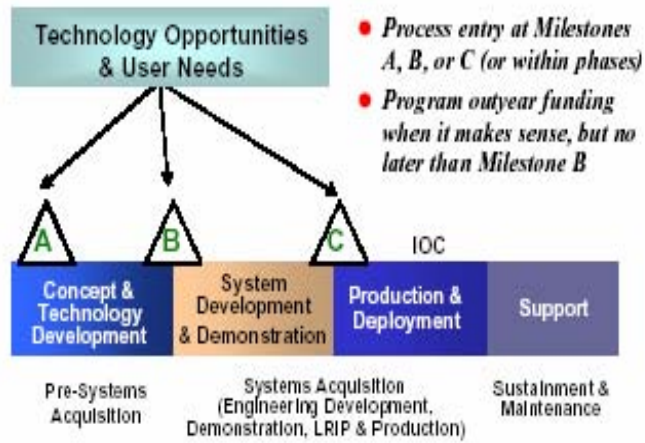 Technology Opportunities
& User Needs
• Process entry at Milestones
A, B, or C (or within phases)
• Program outyear funding
when it makes sense, but no
later than Milestone B
A
B
C
IOC
Concept &
Technology
Development
System
Development
& Demonstration
Production &
Deployment
Support
Pre-Systems
Acquisition
Systems Acquisition
(Engineering Development,
Demonstration, LRIP & Production)
Sustainment &
Maintenance